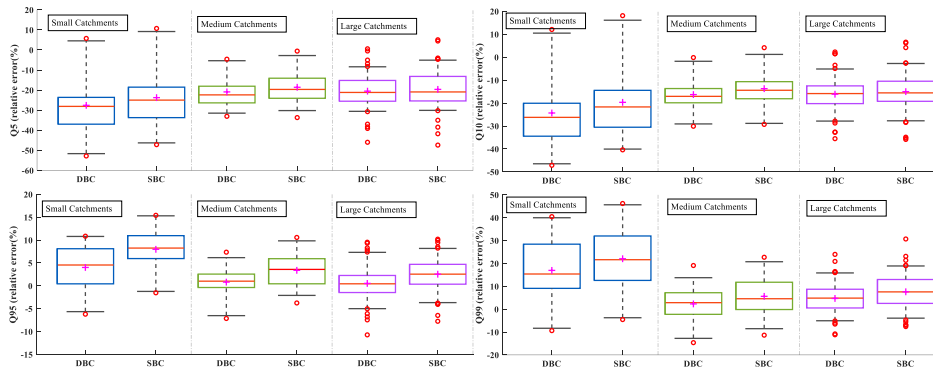 Q5 (relative error(%)
20
10
0
-10
-20
-30
-40
-50
-60
Small Catchments
Medium Catchments
Large Catchments
DBC SBC DBC SBC DBC SBC
Q10 (relative error(%)
20
10
0
-10
-20
-30
-40
-50
Small Catchments
Medium Catchments
Large Catchments
DBC SBC DBC SBC DBC SBC
Q95 (relative error(%)
20
15
10
5
0
-5
-10
15
Small Catchments
Medium Catchments
Large Catchments
DBC SBC DBC SBC DBC SBC
Q99 (relative error(%)
50
40
30
20
10
0
-10
-20
Small Catchments
Medium Catchments
Large Catchments
DBC SBC DBC SBC DBC SBC